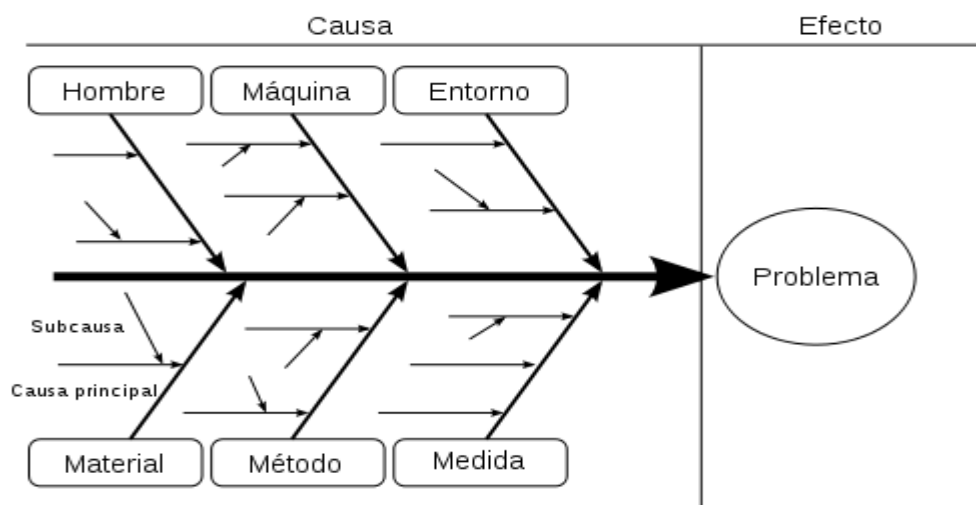 Causa
Efecto
Hombre
Máquina
Entorno
Problema
Subcausa
Causa principal
Material
Método
Medida